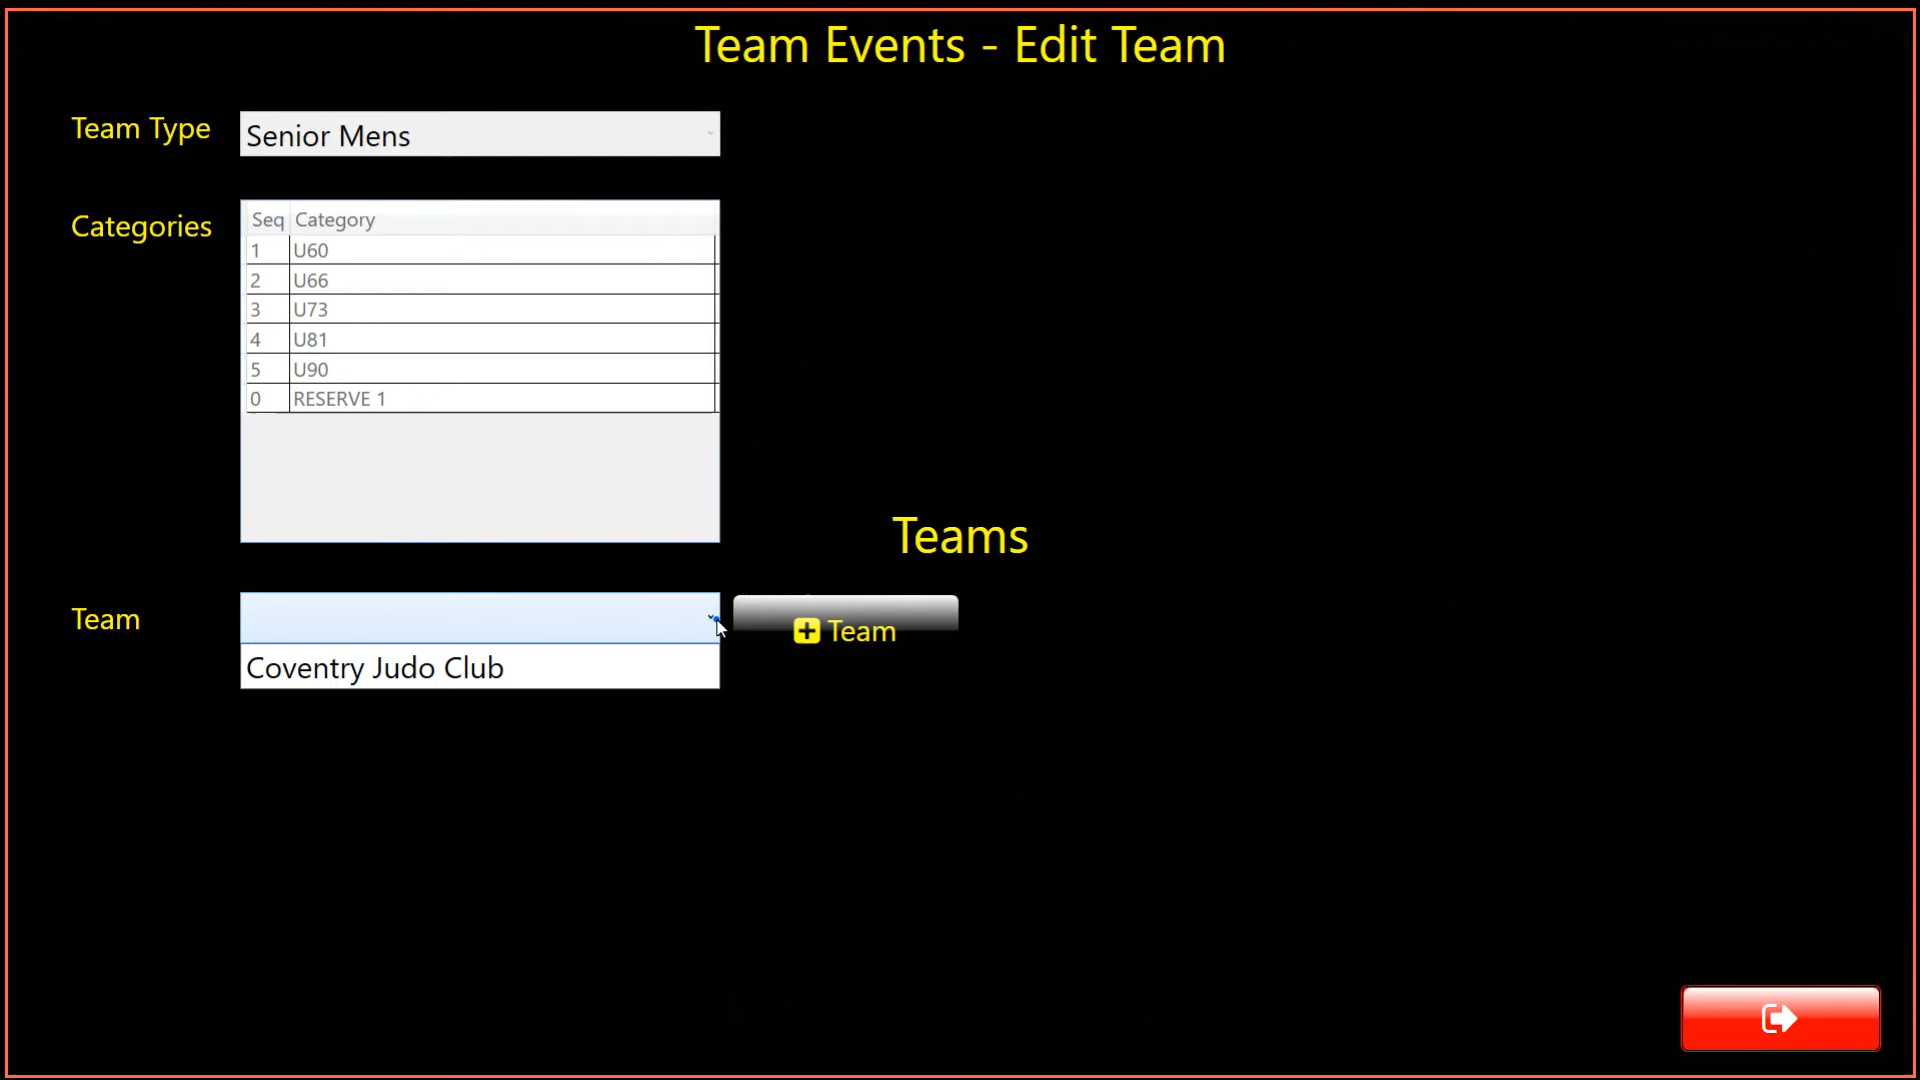 Team Events - Edit Team
Team Type
Senior Mens
Categories
Seq Category
1 U60
2 U66
3 U73
4 U81
5 U90
0 RESERVE 1
Teams
Team
Team
Coventry Judo Club